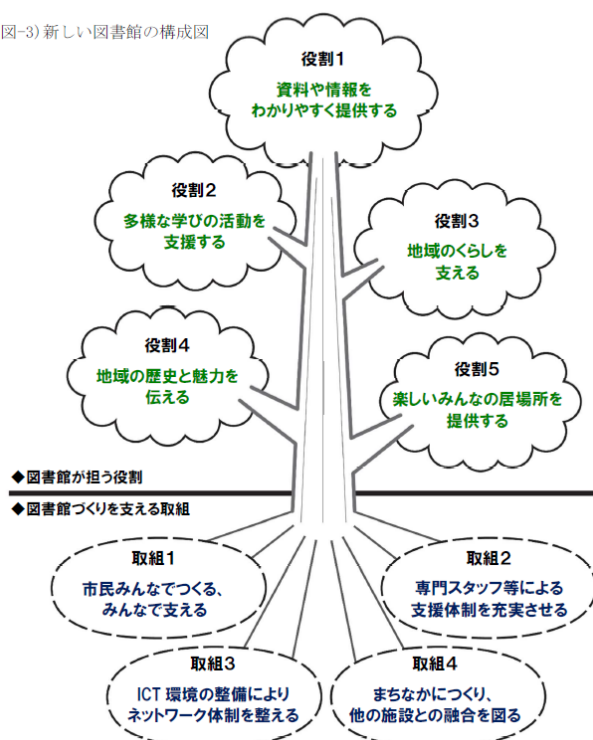 図-3)新しい図書館の構成図
役割1
資料や情報を
わかりやすく提供する
役割2
多様な学びの活動を
支援する
役割3
地域のくらしを
支える
役割4
地域の歴史と魅力を
伝える
役割5
楽しいみんなの居場所を
提供する
◆図書館が担う役割
◆図書館づくりを支える取組
取組1
市民みんなでつくる、
みんなで支える
取組2
専門スタッフ等による
支援体制を充実させる
取組3
ICT 環境の整備により
ネットワーク体制を整える
取組4
まちなかにつくり、
他の施設との融合を図る